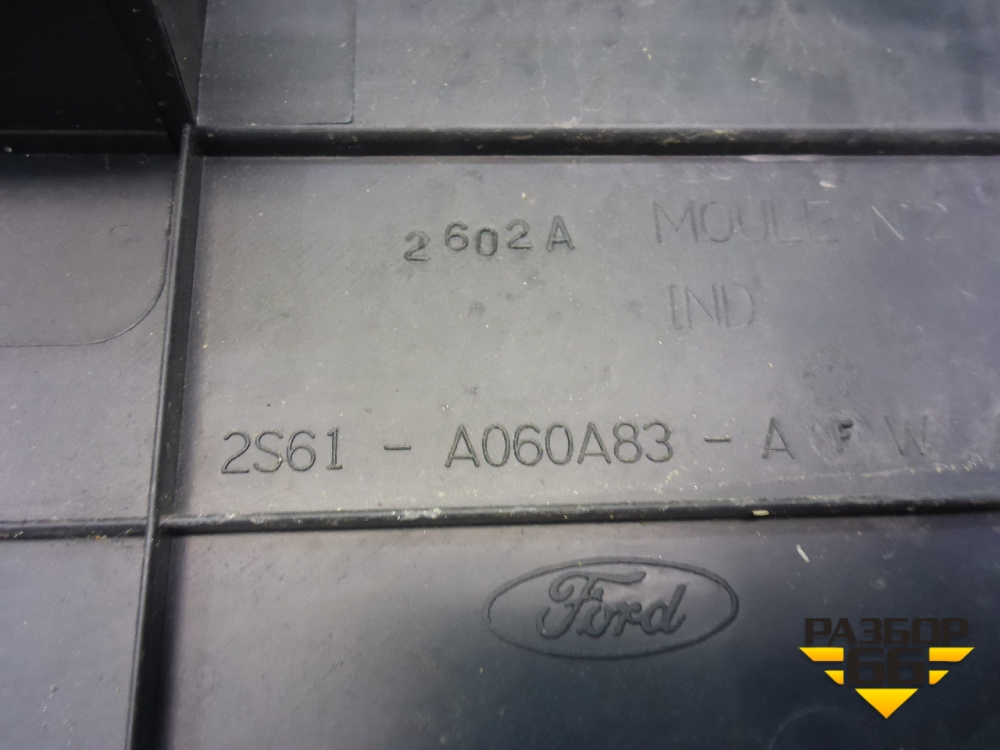 2602A MOULE N°2
IND
2S61 - A060A83 - A F W
Ford
РАЗБОР
66